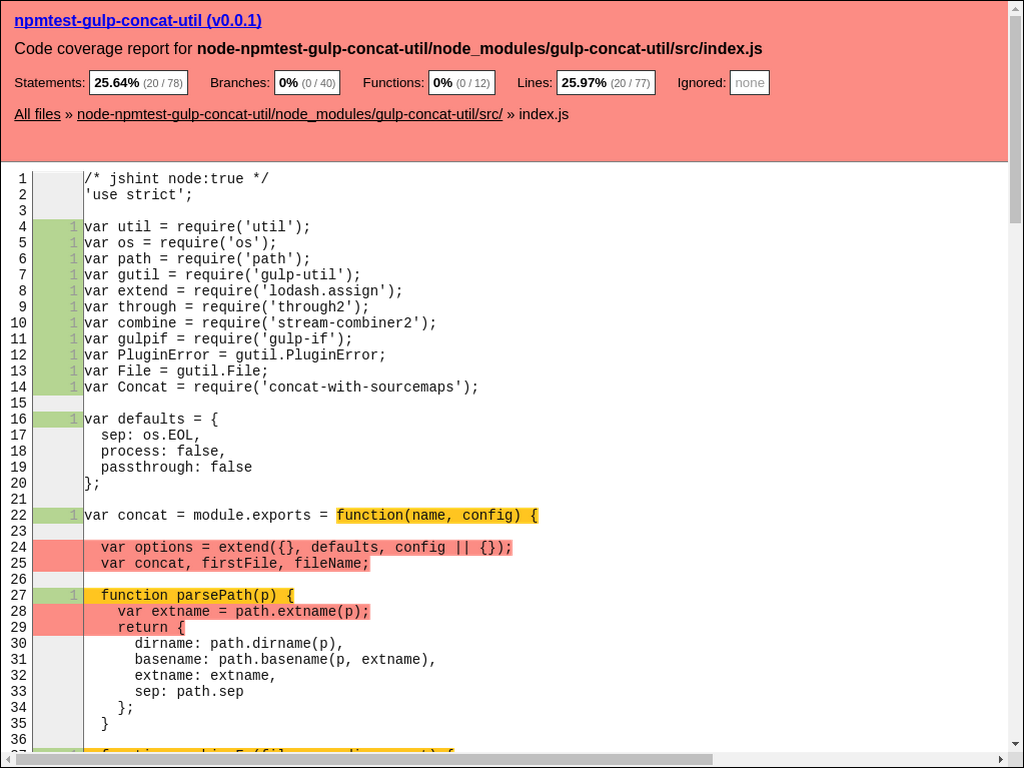 npmtest-gulp-concat-util (v0.0.1)
Code coverage report for node-npmtest-gulp-concat-util/node_modules/gulp-concat-util/src/index.js
Statements: 25.64% (20 / 78) Branches: 0% (0 / 40) Functions: 0% (0 / 12) Lines: 25.97% (20 / 77) Ignored: none
All files » node-npmtest-gulp-concat-util/node_modules/gulp-concat-util/src/ » index.js
1 /* jshint node:true */
2 'use strict';
3
4 1 var util = require('util');
5 1 var os = require('os');
6 1 var path = require('path');
7 1 var gutil = require('gulp-util');
8 1 var extend = require('lodash.assign');
9 1 var through = require('through2');
10 1 var combine = require('stream-combiner2');
11 1 var gulpif = require('gulp-if');
12 1 var PluginError = gutil.PluginError;
13 1 var File = gutil.File;
14 1 var Concat = require('concat-with-sourcemaps');
15
16 1 var defaults = {
17   sep: os.EOL,
18   process: false,
19   passthrough: false
20 };
21
22 1 var concat = module.exports = function(name, config) {
23
24   var options = extend({}, defaults, config || {});
25   var concat, firstFile, fileName;
26
27 1   function parsePath(p) {
28     var extname = path.extname(p);
29     return {
30       dirname: path.dirname(p),
31       basename: path.basename(p, extname),
32       extname: extname,
33       sep: path.sep
34     };
35   }
36
37 1   function